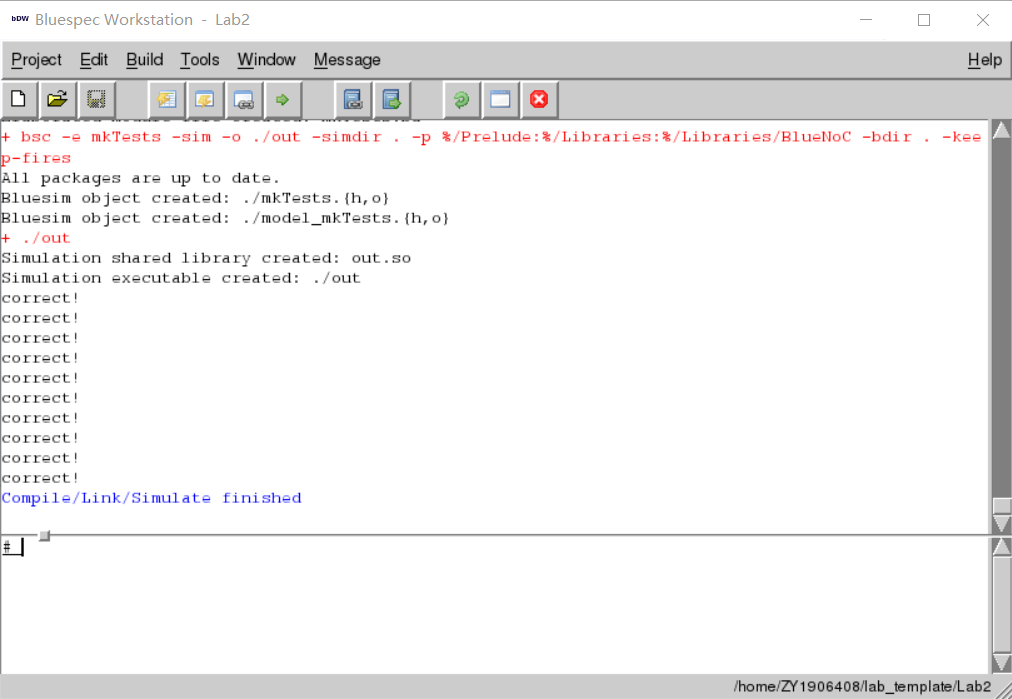 bDW Bluespec Workstation - Lab2
Project Edit Build Tools Window Message Help
+ bsc -e mkTests -sim -o ./out -simdir . -p %/Prelude:%/Libraries:%/Libraries/BlueNoC -bdir . -kee
p-fires
All packages are up to date.
Bluesim object created: ./mkTests.{h,o}
Bluesim object created: ./model_mkTests.{h,o}
+ ./out
Simulation shared library created: out.so
Simulation executable created: ./out
correct!
correct!
correct!
correct!
correct!
correct!
correct!
correct!
correct!
correct!
Compile/Link/Simulate finished
#
/home/ZY1906408/lab_template/Lab2